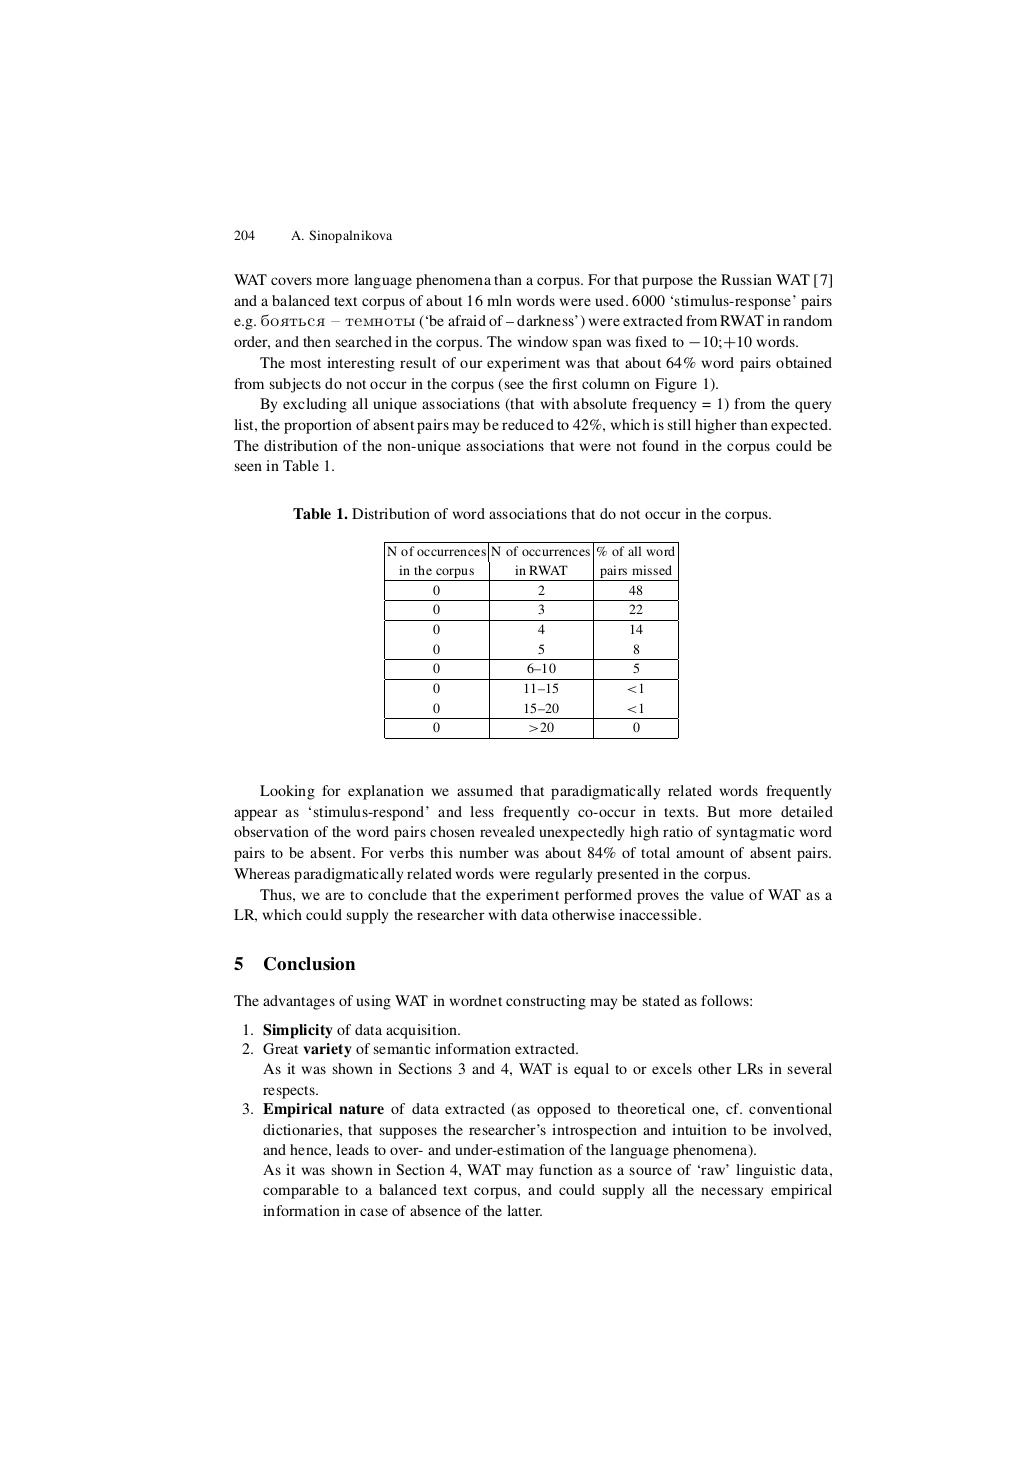 204 A. Sinopalnikova
WAT covers more language phenomena than a corpus. For that purpose the Russian WAT [7]
and a balanced text corpus of about 16 mln words were used. 6000 ‘stimulus-response’ pairs
e.g. бояться – темноты (‘be afraid of – darkness’) were extracted from RWAT in random
order, and then searched in the corpus. The window span was fixed to −10;+10 words.
The most interesting result of our experiment was that about 64% word pairs obtained
from subjects do not occur in the corpus (see the first column on Figure 1).
By excluding all unique associations (that with absolute frequency = 1) from the query
list, the proportion of absent pairs may be reduced to 42%, which is still higher than expected.
The distribution of the non-unique associations that were not found in the corpus could be
seen in Table 1.
Table 1. Distribution of word associations that do not occur in the corpus.
N of occurrences N of occurrences % of all word
in the corpus in RWAT pairs missed
0 2 48
0 3 22
0 4 14
0 5 8
0 6–10 5
0 11–15 <1
0 15–20 <1
0 >20 0
Looking for explanation we assumed that paradigmatically related words frequently
appear as ‘stimulus-respond’ and less frequently co-occur in texts. But more detailed
observation of the word pairs chosen revealed unexpectedly high ratio of syntagmatic word
pairs to be absent. For verbs this number was about 84% of total amount of absent pairs.
Whereas paradigmatically related words were regularly presented in the corpus.
Thus, we are to conclude that the experiment performed proves the value of WAT as a
LR, which could supply the researcher with data otherwise inaccessible.
5 Conclusion
The advantages of using WAT in wordnet constructing may be stated as follows:
1. Simplicity of data acquisition.
2. Great variety of semantic information extracted.
As it was shown in Sections 3 and 4, WAT is equal to or excels other LRs in several
respects.
3. Empirical nature of data extracted (as opposed to theoretical one, cf. conventional
dictionaries, that supposes the researcher’s introspection and intuition to be involved,
and hence, leads to over- and under-estimation of the language phenomena).
As it was shown in Section 4, WAT may function as a source of ‘raw’ linguistic data,
comparable to a balanced text corpus, and could supply all the necessary empirical
information in case of absence of the latter.